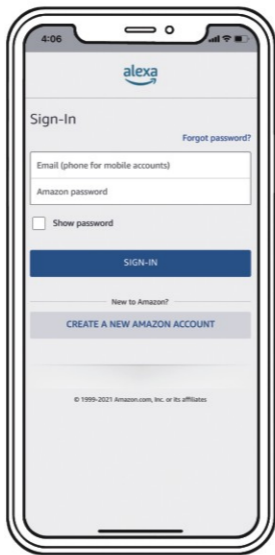 4:06
alexa
Sign-In
Forgot password?
Email (phone for mobile accounts)
Amazon password
Show password
SIGN-IN
New to Amazon?
CREATE A NEW AMAZON ACCOUNT
© 1999-2021 Amazon.com, Inc. or its affiliates